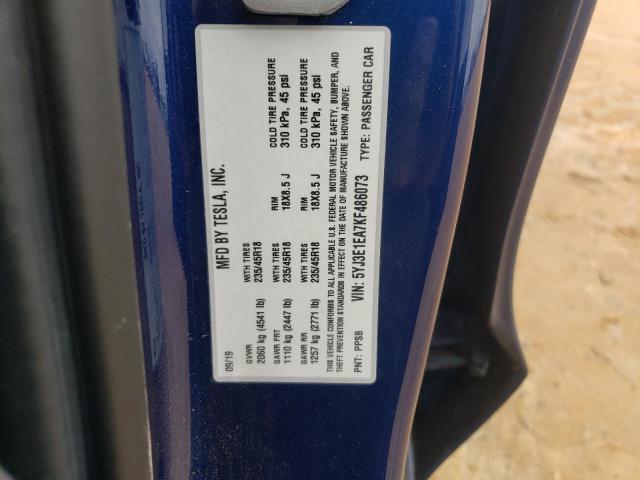 MFD BY TESLA, INC.
09/19
GVWR
2060 kg (4541 lb)
WITH TIRES
235/45R18
GAWR FRT
1110 kg (2447 lb)
WITH TIRES
235/45R18
RIM
18X8.5 J
COLD TIRE PRESSURE
310 kPa, 45 psi
GAWR RR
1257 kg (2771 lb)
WITH TIRES
235/45R18
RIM
18X8.5 J
COLD TIRE PRESSURE
310 kPa, 45 psi
THIS VEHICLE CONFORMS TO ALL APPLICABLE U.S. FEDERAL MOTOR VEHICLE SAFETY, BUMPER, AND
THEFT PREVENTION STANDARDS IN EFFECT ON THE DATE OF MANUFACTURE SHOWN ABOVE.
VIN: 5YJ3E1EA7KF486073
PNT: PPSB
TYPE: PASSENGER CAR